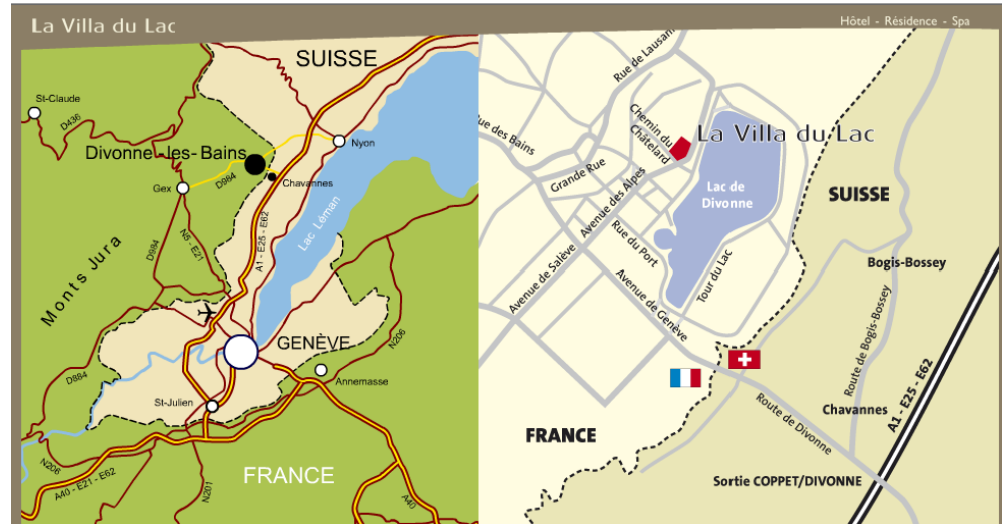 La Villa du Lac
Hôtel - Résidence - Spa
SUISSE
St-Claude
D436
Nyon
Divonne-les-Bains
D984
Chavannes
Gex
Lac Léman
A1 - E25 - E62
D984
N5 - E21
Monts Jura
GENÈVE
N206
D884
Annemasse
St-Julien
N206
A40 - E21 - E62
N201
FRANCE
A40
Rue de Lausan
Rue des Bains
Chemin du
Châtelard
La Villa du Lac
Grande Rue
Avenue des Alpes
Lac de
Divonne
SUISSE
Rue du Port
Avenue de Salève
Avenue de Genève
Tour du Lac
Bogis-Bossey
Route de Bogis-Bossey
A1 - E25 - E62
Chavannes
Route de Divonne
FRANCE
Sortie COPPET/DIVONNE